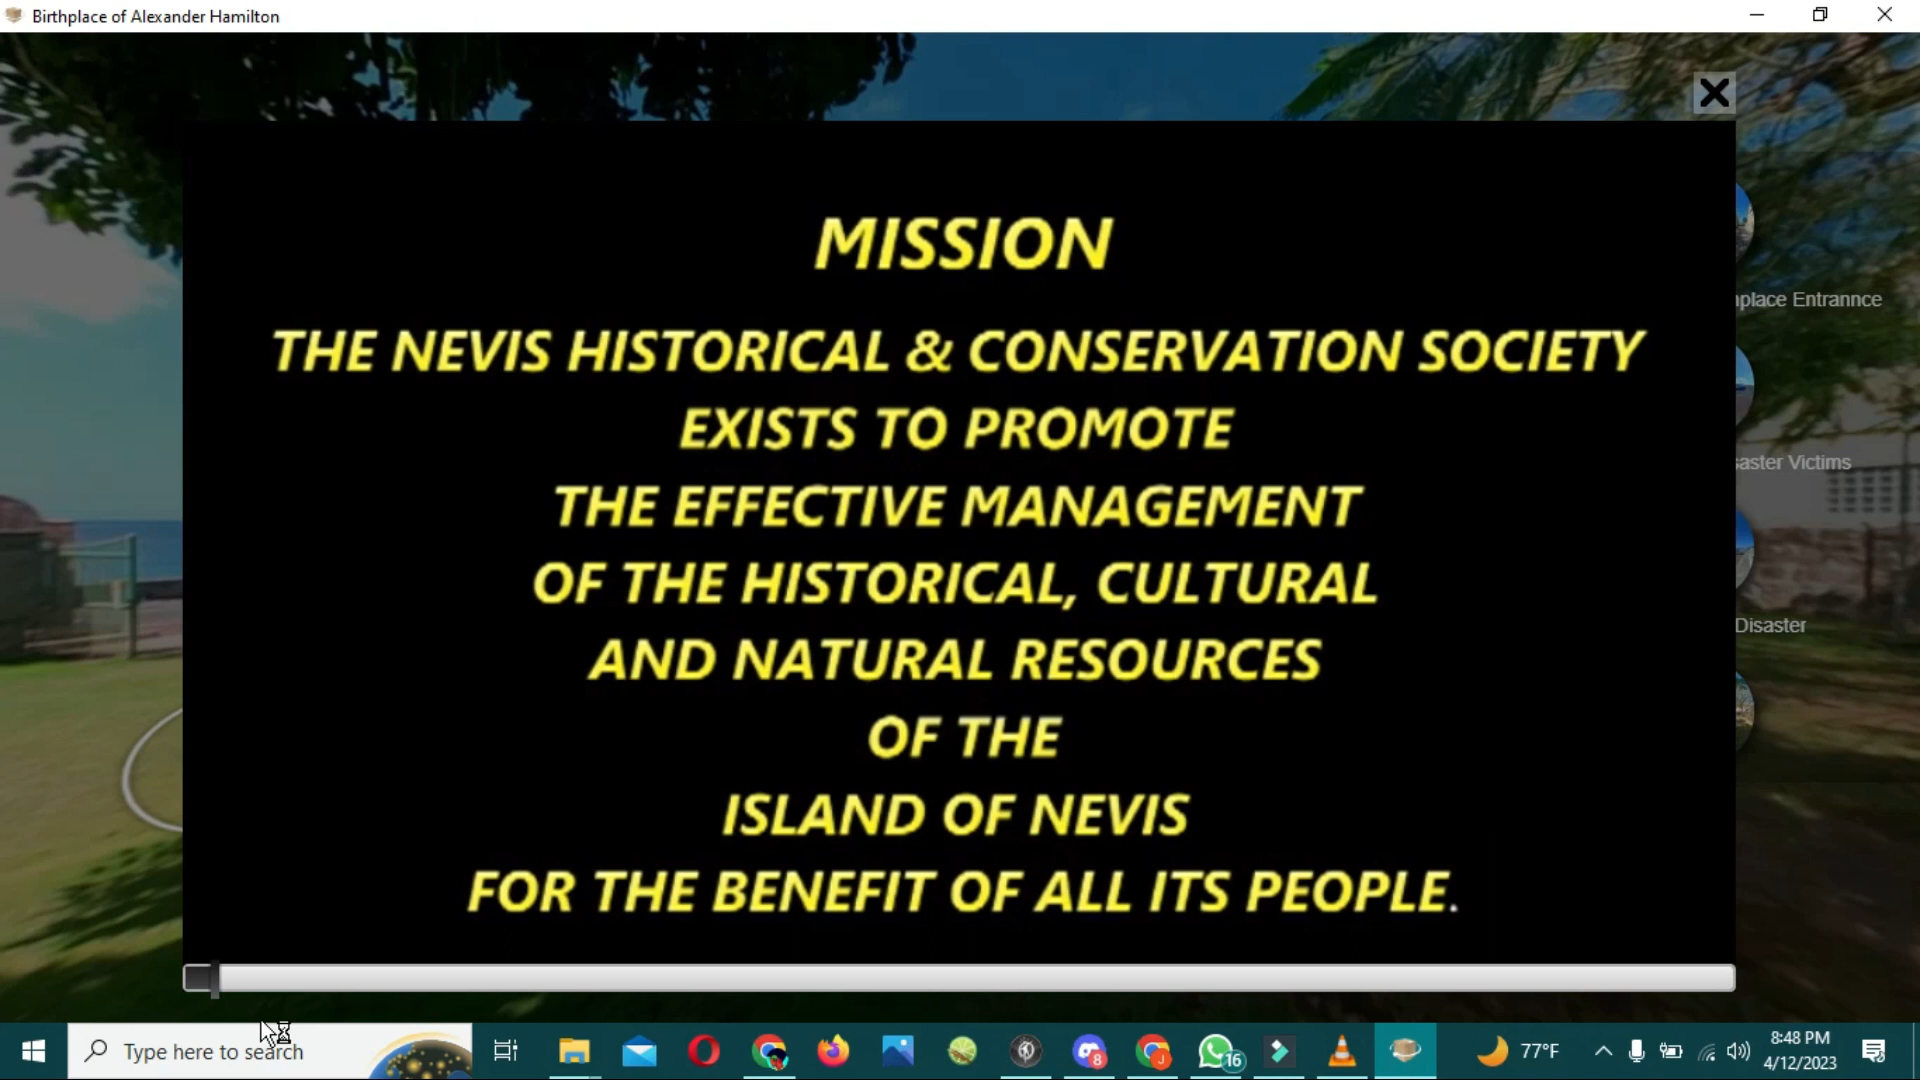 Birthplace of Alexander Hamilton
MISSION
THE NEVIS HISTORICAL & CONSERVATION SOCIETY
EXISTS TO PROMOTE
THE EFFECTIVE MANAGEMENT
OF THE HISTORICAL, CULTURAL
AND NATURAL RESOURCES
OF THE
ISLAND OF NEVIS
FOR THE BENEFIT OF ALL ITS PEOPLE.
Entrannce
Victims
Disaster
Type here to search
8
J
16
77°F
8:48 PM
4/12/2023